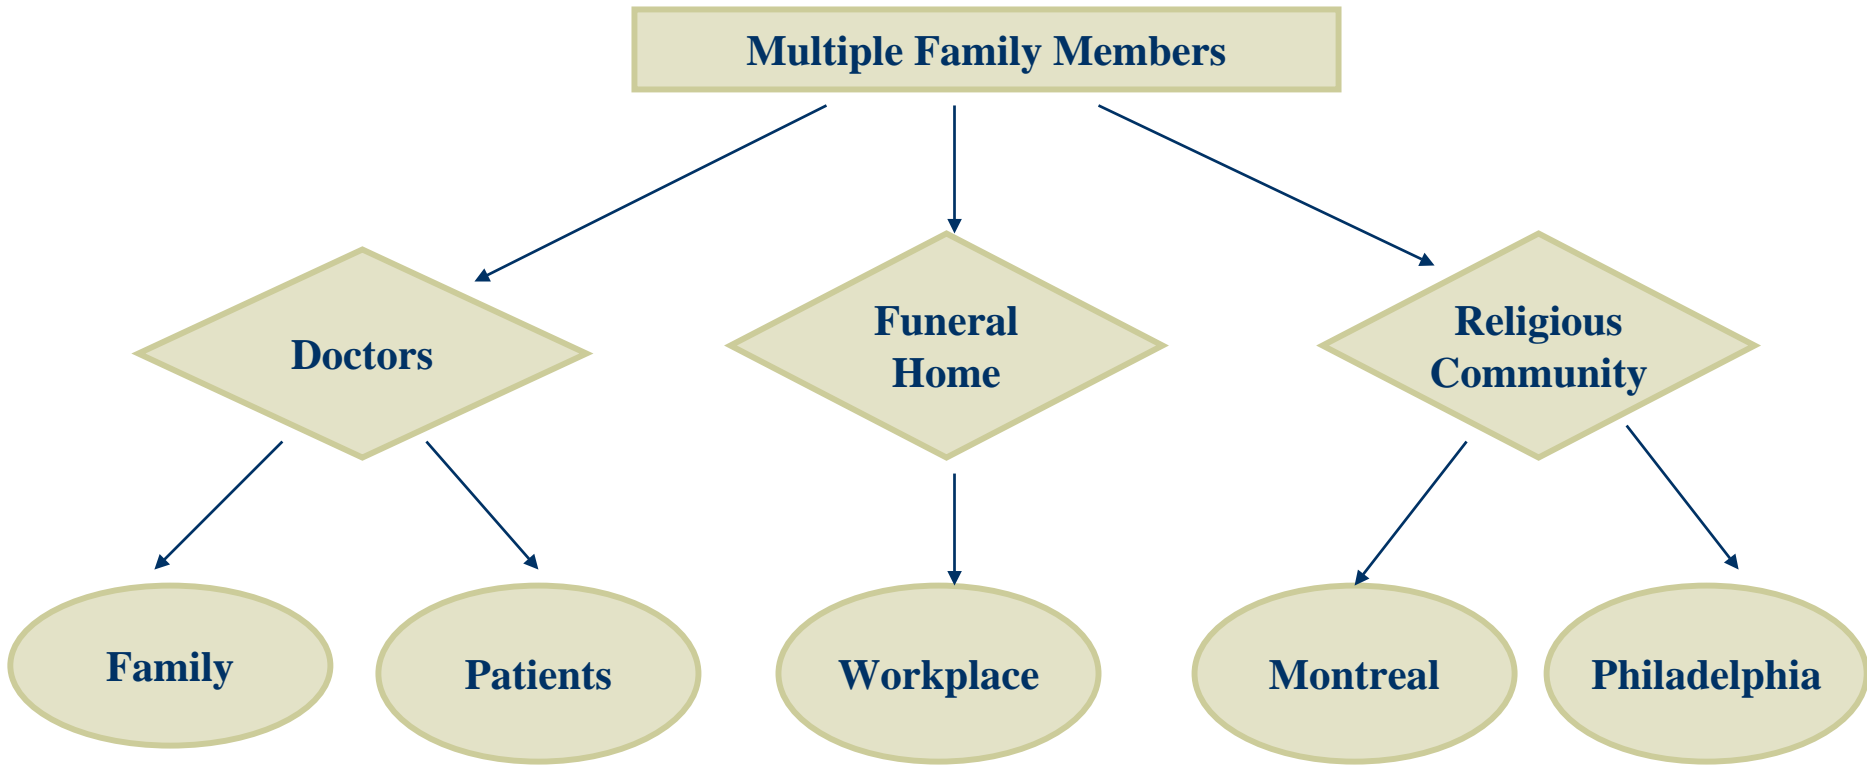 Multiple Family Members
Doctors
Funeral
Home
Religious
Community
Family
Patients
Workplace
Montreal
Philadelphia